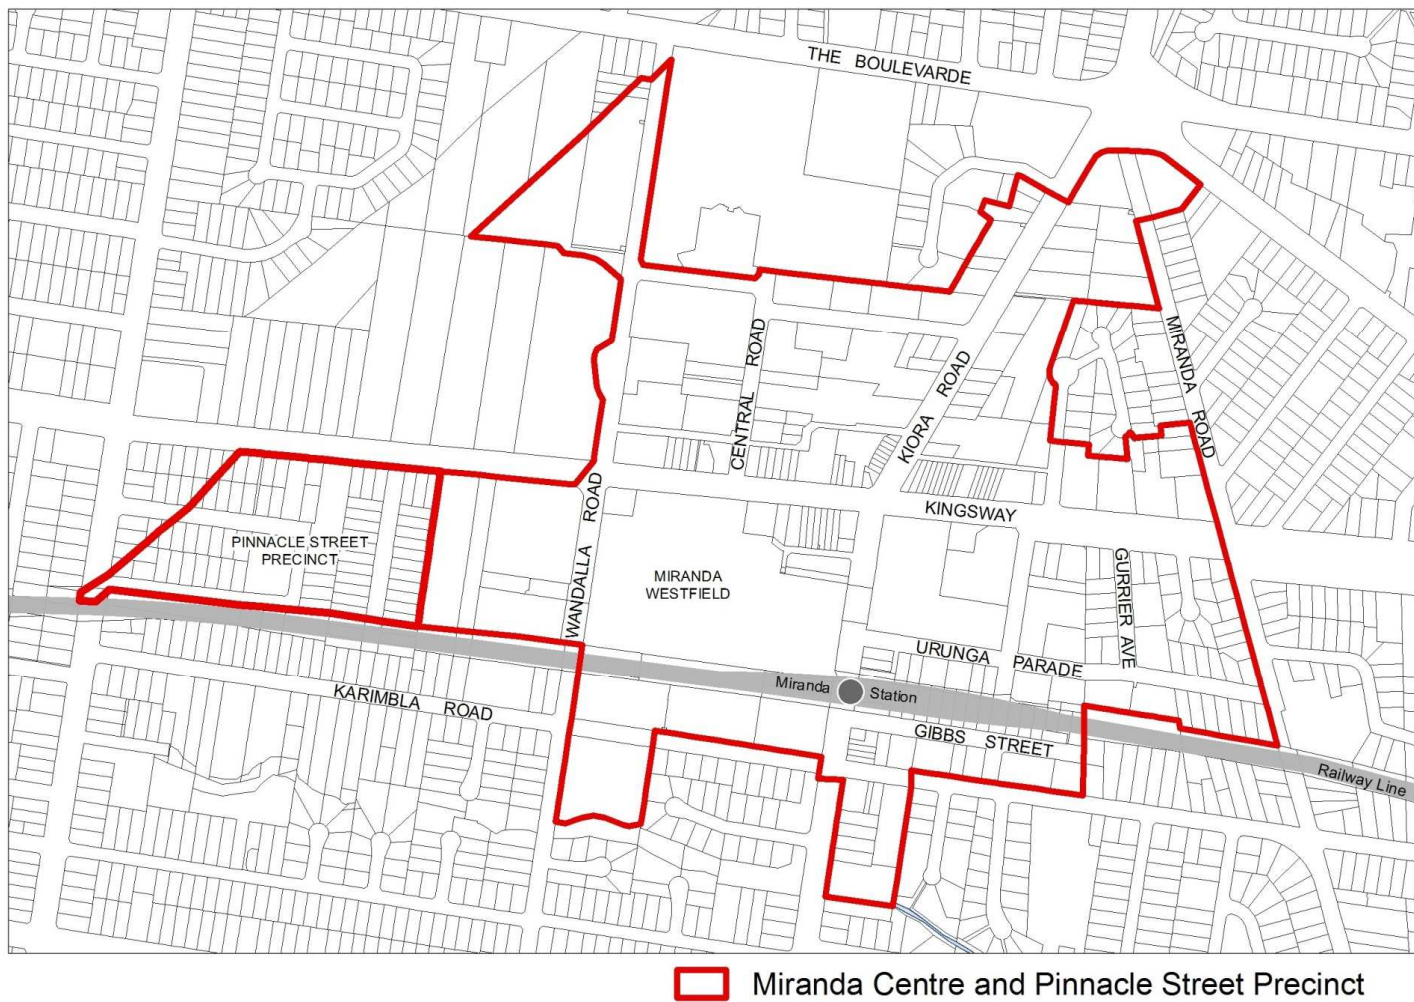 THE BOULEVARDE
MIRANDA ROAD
CENTRAL ROAD
KIORA ROAD
KINGSWAY
WANDALLA ROAD
PINNACLE STREET
PRECINCT
MIRANDA
WESTFIELD
GURRIER AVE
URUNGA PARADE
Miranda Station
KARIMBLA ROAD
GIBBS STREET
Railway Line
Miranda Centre and Pinnacle Street Precinct